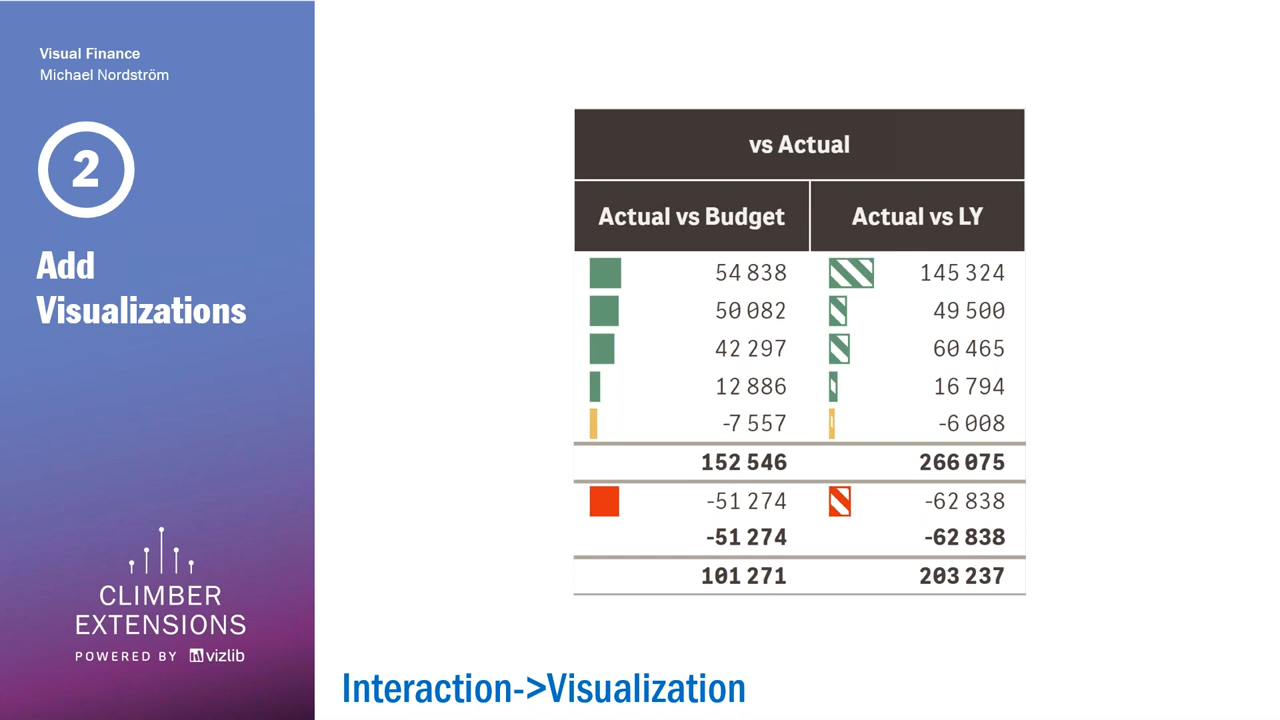 Visual Finance
Michael Nordström
2
Add
Visualizations
CLIMBER
EXTENSIONS
POWERED BY vizlib
vs Actual
Actual vs Budget Actual vs LY
54 838 145 324
50 082 49 500
42 297 60 465
12 886 16 794
-7 557 -6 008
152 546 266 075
-51 274 -62 838
-51 274 -62 838
101 271 203 237
Interaction->Visualization